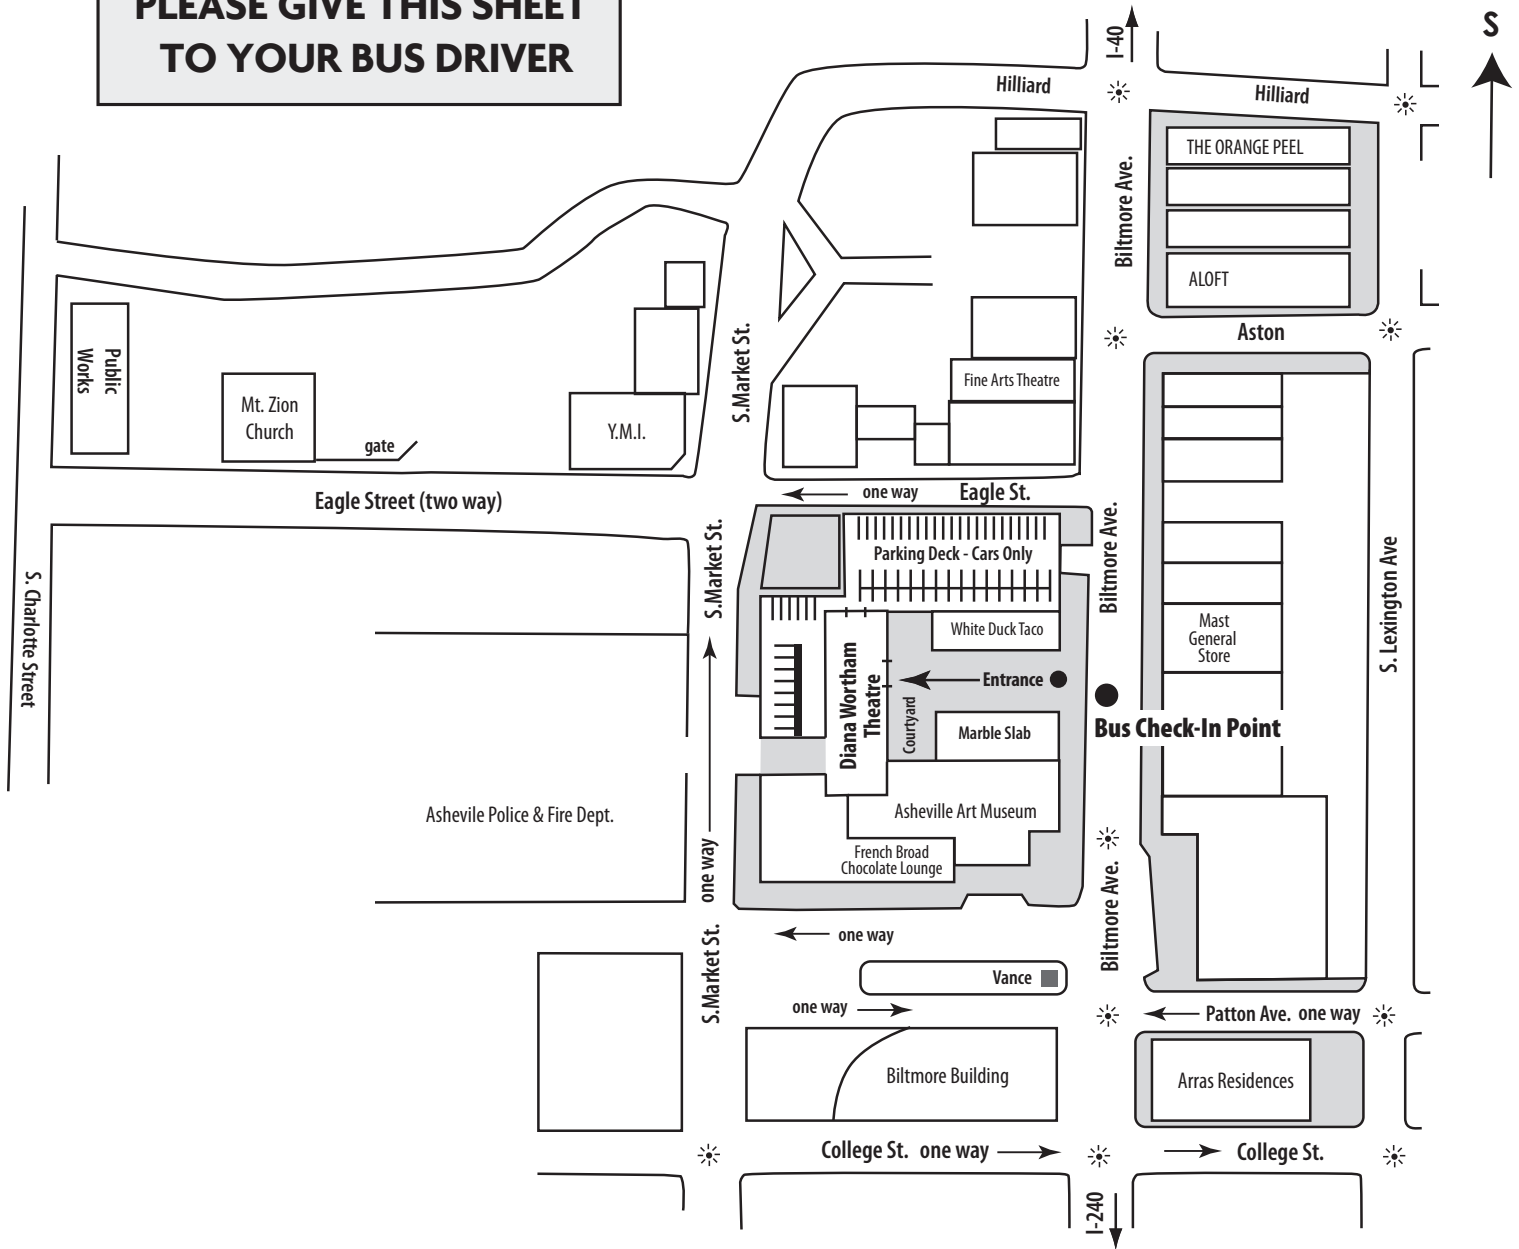 PLEASE GIVE THIS SHEET
TO YOUR BUS DRIVER
I-40
S
Hilliard
Hilliard
THE ORANGE PEEL
Biltmore Ave.
ALOFT
Aston
S.Market St.
Public
Works
Mt. Zion
Church
gate
Y.M.I.
Fine Arts Theatre
Eagle Street (two way)
one way
Eagle St.
S. Charlotte Street
S.Market St.
Parking Deck - Cars Only
Biltmore Ave.
S. Lexington Ave
White Duck Taco
Mast
General
Store
Diana Wortham
Theatre
Entrance
Courtyard
Marble Slab
Bus Check-In Point
Ashevile Police & Fire Dept.
Asheville Art Museum
French Broad
Chocolate Lounge
one way
Biltmore Ave.
one way
S.Market St.
Vance
one way
Patton Ave. one way
Biltmore Building
Arras Residences
College St. one way
College St.
I-240